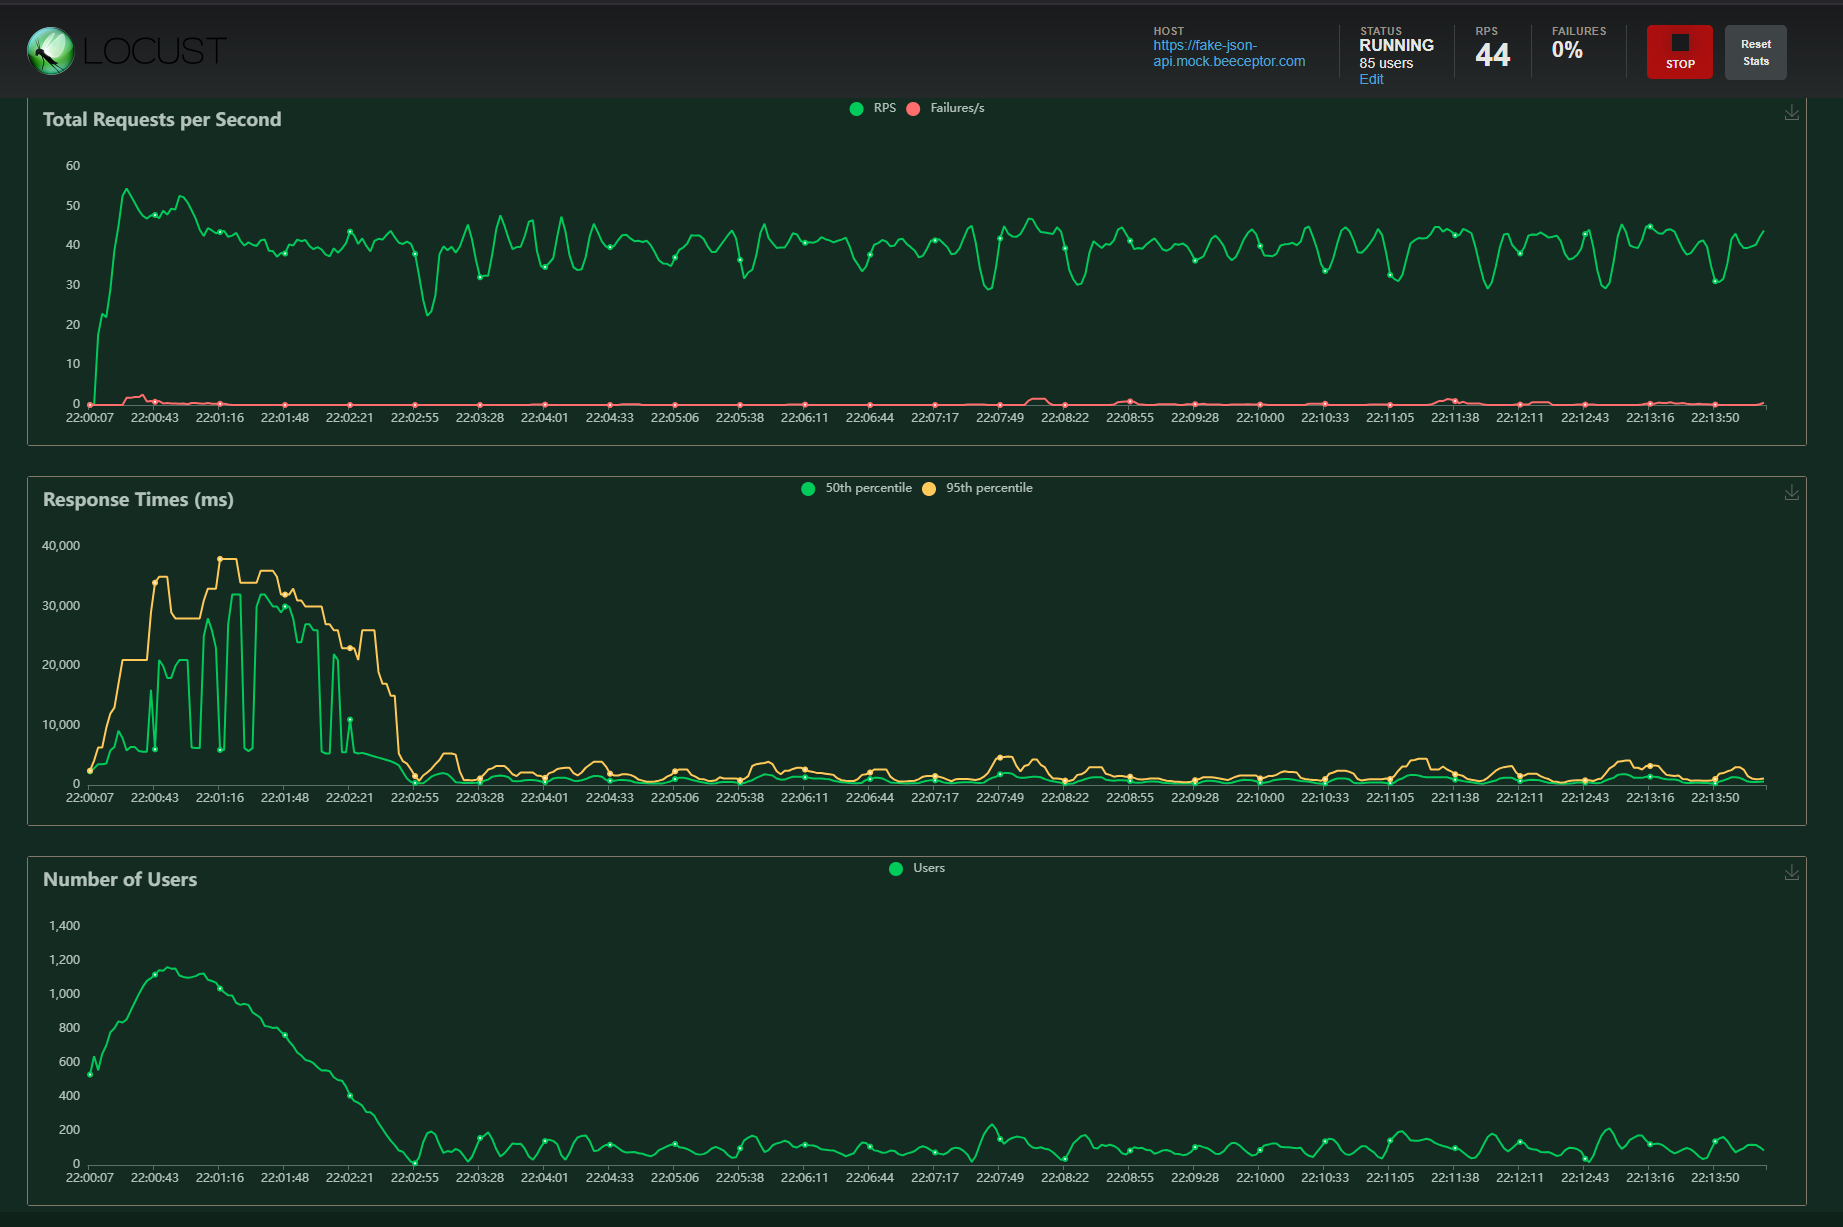 LOCUST
HOST
https://fake-json-
api.mock.beeceptor.com
STATUS
RUNNING
85 users
Edit
RPS
44
FAILURES
0%
STOP
Reset
Stats
Total Requests per Second
RPS Failures/s
60
50
40
30
20
10
0
22:00:07 22:00:43 22:01:16 22:01:48 22:02:21 22:02:55 22:03:28 22:04:01 22:04:33 22:05:06 22:05:38 22:06:11 22:06:44 22:07:17 22:07:49 22:08:22 22:08:55 22:09:28 22:10:00 22:10:33 22:11:05 22:11:38 22:12:11 22:12:43 22:13:16 22:13:50
Response Times (ms)
50th percentile 95th percentile
40,000
30,000
20,000
10,000
0
22:00:07 22:00:43 22:01:16 22:01:48 22:02:21 22:02:55 22:03:28 22:04:01 22:04:33 22:05:06 22:05:38 22:06:11 22:06:44 22:07:17 22:07:49 22:08:22 22:08:55 22:09:28 22:10:00 22:10:33 22:11:05 22:11:38 22:12:11 22:12:43 22:13:16 22:13:50
Number of Users
Users
1,400
1,200
1,000
800
600
400
200
0
22:00:07 22:00:43 22:01:16 22:01:48 22:02:21 22:02:55 22:03:28 22:04:01 22:04:33 22:05:06 22:05:38 22:06:11 22:06:44 22:07:17 22:07:49 22:08:22 22:08:55 22:09:28 22:10:00 22:10:33 22:11:05 22:11:38 22:12:11 22:12:43 22:13:16 22:13:50